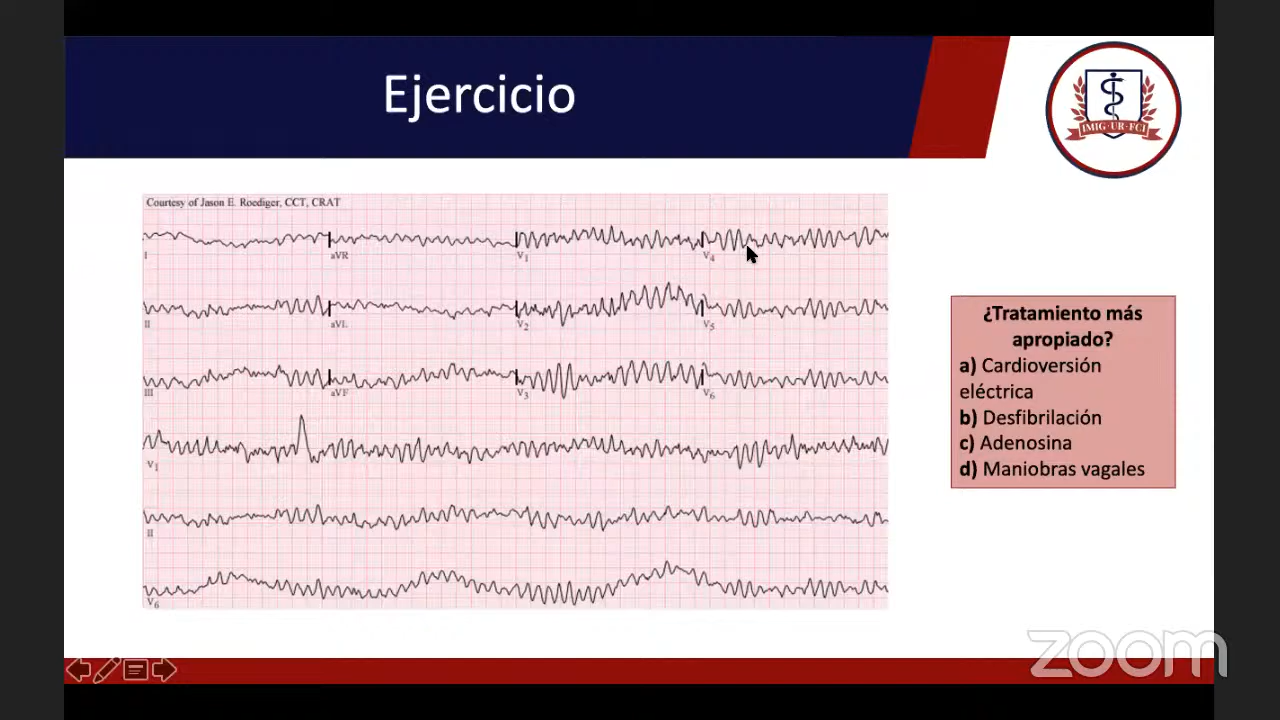 Ejercicio
IMIG-UR-FCI
Courtesy of Jason E. Roediger, CCT, CRAT
I
aVR
V1
V4
II
aVL
V2
V5
III
aVF
V3
V6
V1
II
V6
¿Tratamiento más
apropiado?
a) Cardioversión
eléctrica
b) Desfibrilación
c) Adenosina
d) Maniobras vagales
zoom